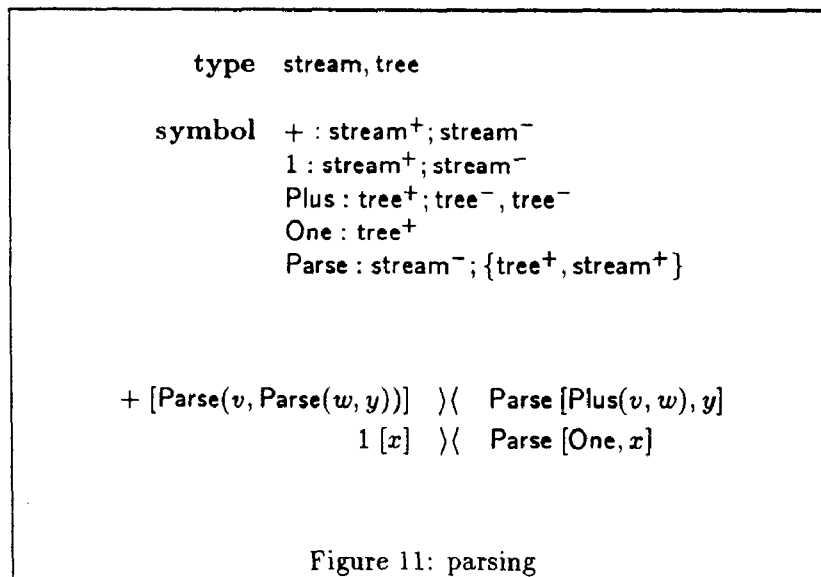 type stream, tree
symbol + : stream⁺; stream⁻
1 : stream⁺; stream⁻
Plus : tree⁺; tree⁻, tree⁻
One : tree⁺
Parse : stream⁻; {tree⁺, stream⁺}
+ [Parse(v, Parse(w, y))] ⟩⟨ Parse [Plus(v, w), y]
1 [x] ⟩⟨ Parse [One, x]
Figure 11: parsing